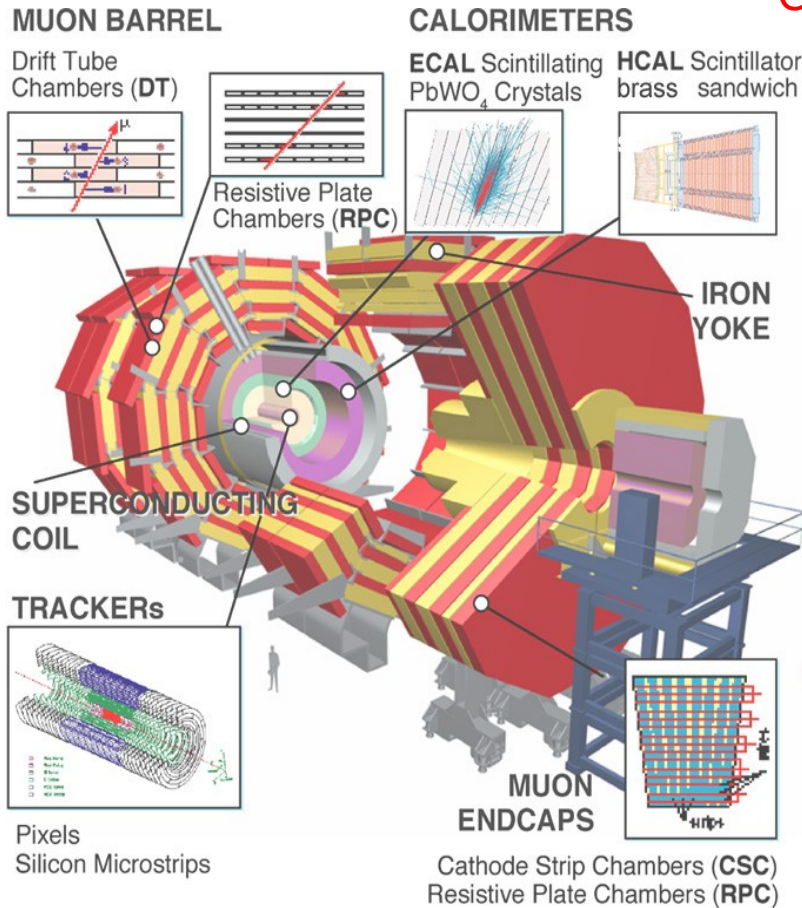 MUON BARREL
Drift Tube
Chambers (DT)
μ
Resistive Plate
Chambers (RPC)
CALORIMETERS
ECAL Scintillating
PbWO₄ Crystals
HCAL Scintillator
brass sandwich
IRON
YOKE
SUPERCONDUCTING
COIL
TRACKERs
Pixels
Silicon Microstrips
MUON
ENDCAPS
Cathode Strip Chambers (CSC)
Resistive Plate Chambers (RPC)